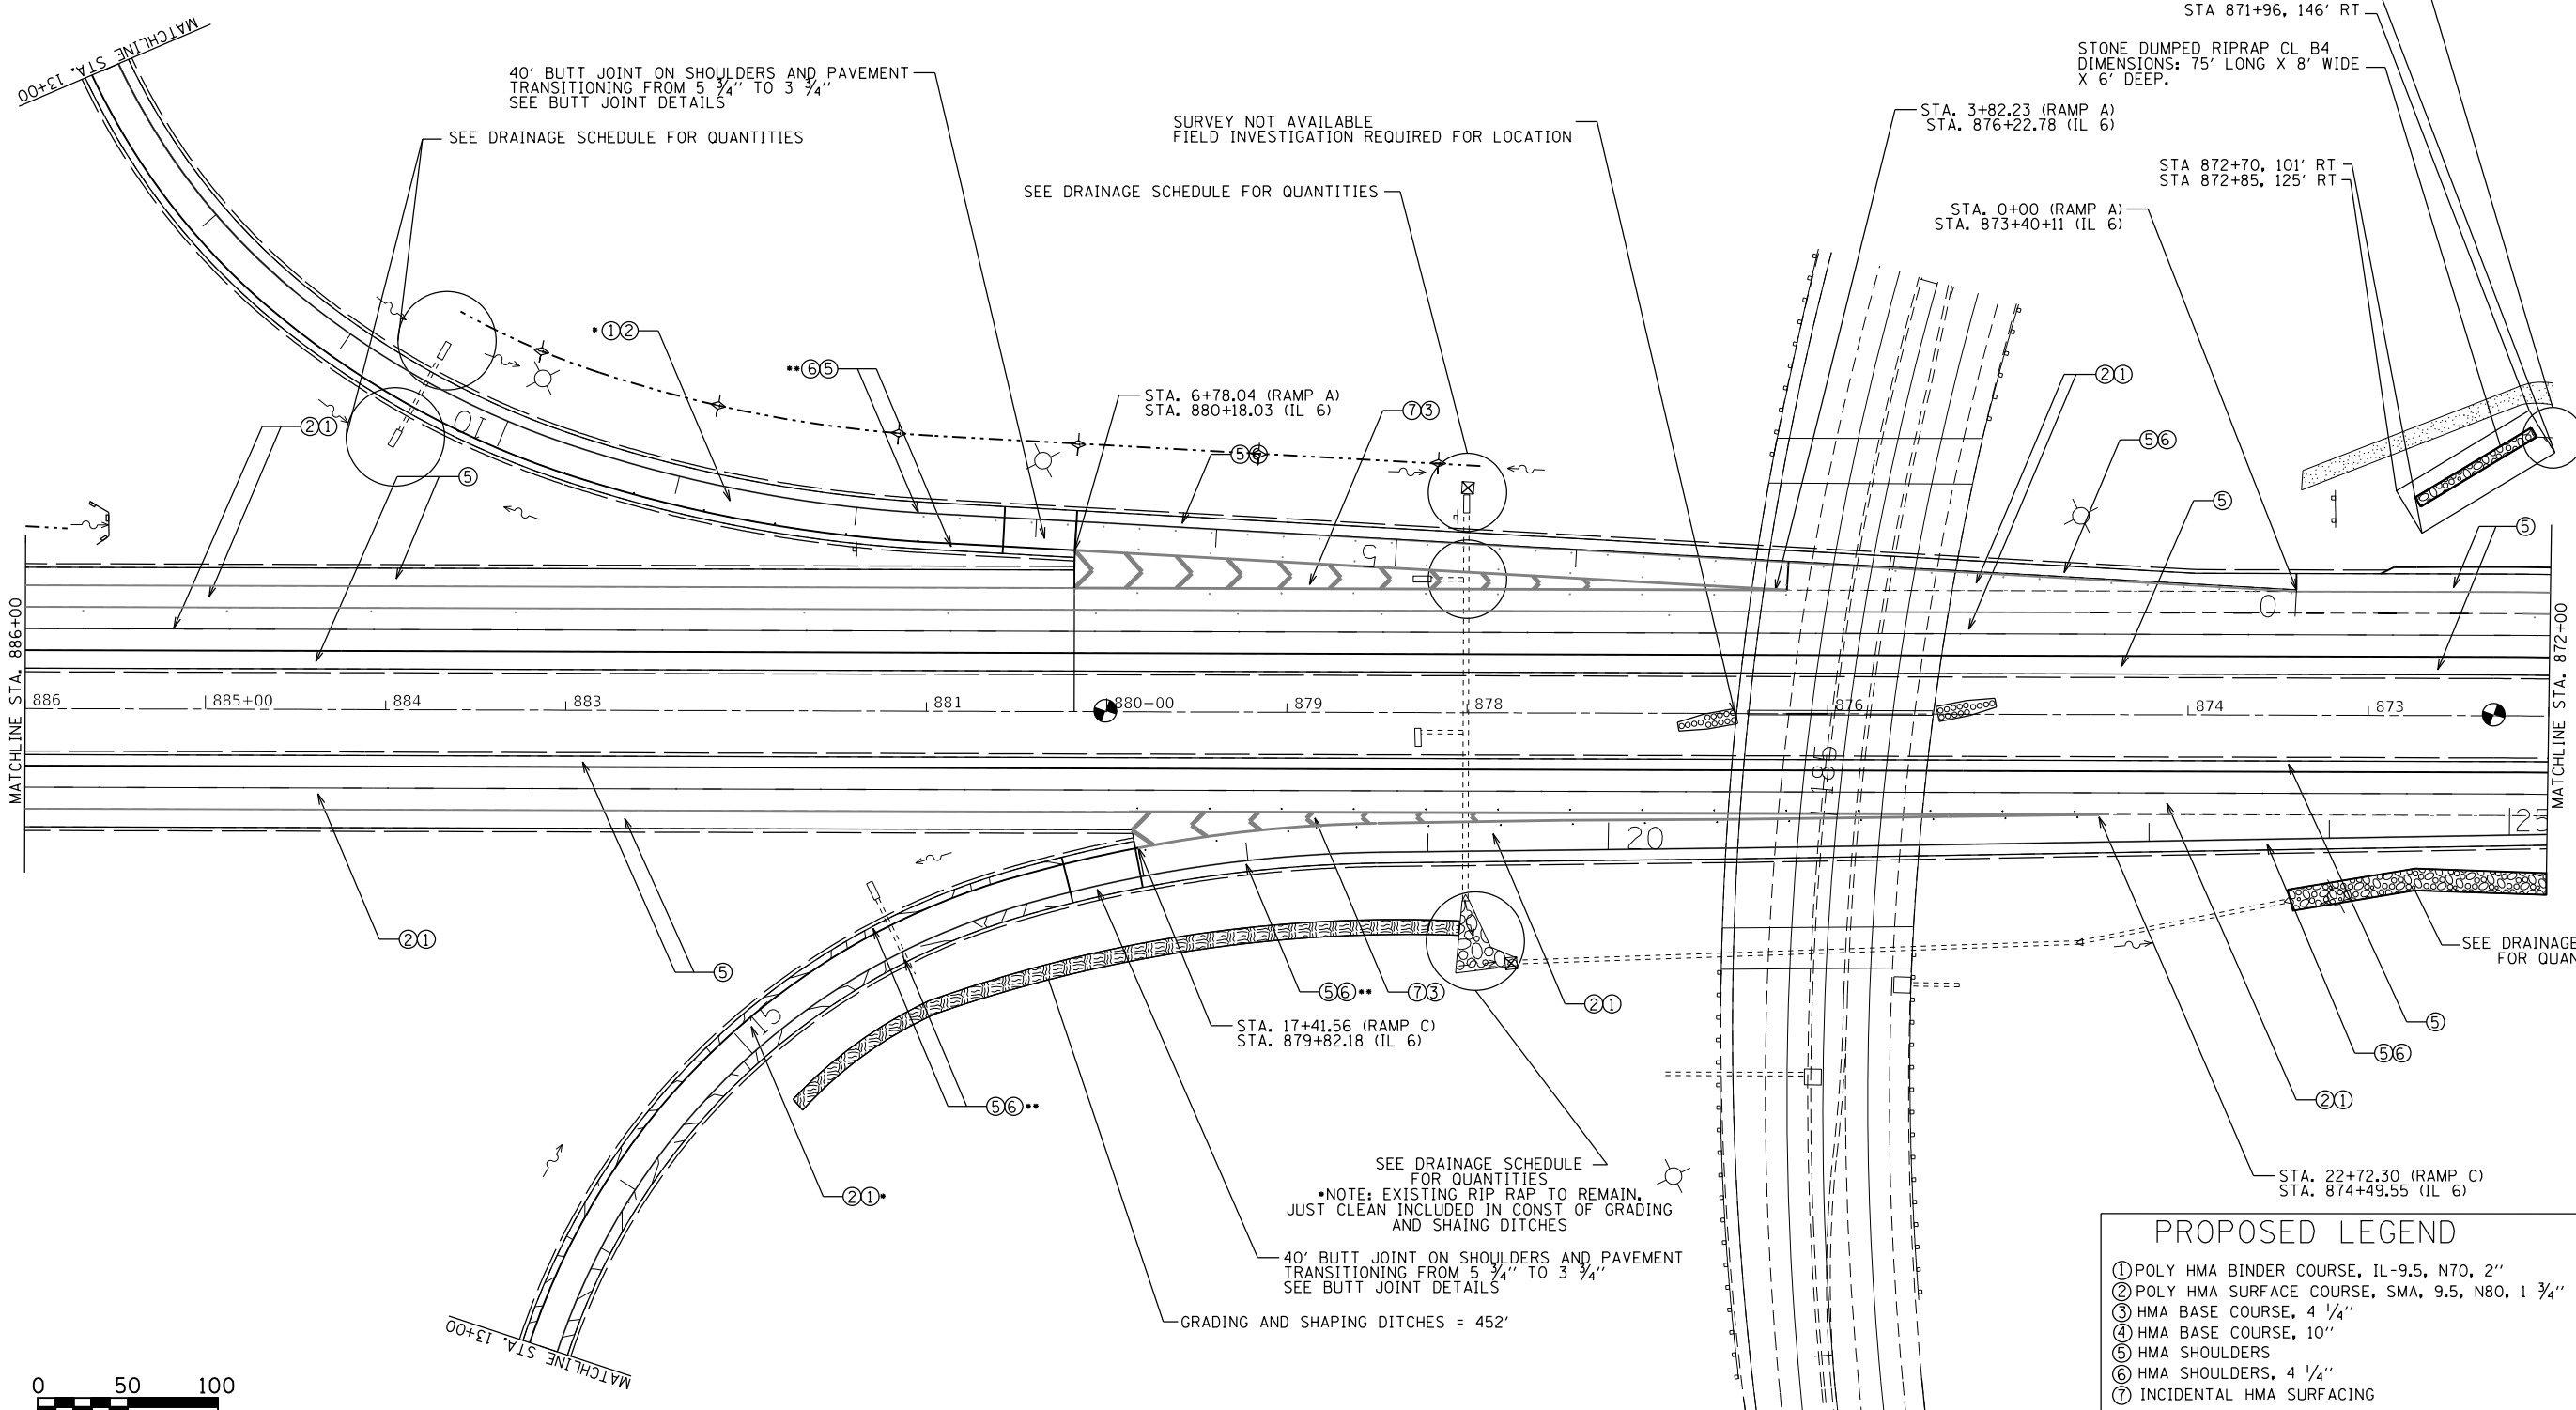 MATCHLINE STA. 13+00
40' BUTT JOINT ON SHOULDERS AND PAVEMENT
TRANSITIONING FROM 5 ¾'' TO 3 ¾''
SEE BUTT JOINT DETAILS
SEE DRAINAGE SCHEDULE FOR QUANTITIES
SURVEY NOT AVAILABLE
FIELD INVESTIGATION REQUIRED FOR LOCATION
SEE DRAINAGE SCHEDULE FOR QUANTITIES
STA 871+96, 146' RT
STONE DUMPED RIPRAP CL B4
DIMENSIONS: 75' LONG X 8' WIDE
X 6' DEEP.
STA. 3+82.23 (RAMP A)
STA. 876+22.78 (IL 6)
STA 872+70, 101' RT
STA 872+85, 125' RT
STA. 0+00 (RAMP A)
STA. 873+40+11 (IL 6)
•①②
••⑥⑤
STA. 6+78.04 (RAMP A)
STA. 880+18.03 (IL 6)
⑦③
②①
②①
10
⑤⑥
⑤⑥
⑤
⑤
⑤
5
0
MATCHLINE STA. 886+00
MATCHLINE STA. 872+00
886
885+00
884
883
881
880+00
879
878
876
874
873
185
20
25
②①
⑤
⑤⑥••
⑦③
②①
SEE DRAINAGE
FOR QUAN
STA. 17+41.56 (RAMP C)
STA. 879+82.18 (IL 6)
⑤
⑤⑥
②①
15
⑤⑥••
②①•
SEE DRAINAGE SCHEDULE
FOR QUANTITIES
•NOTE: EXISTING RIP RAP TO REMAIN,
JUST CLEAN INCLUDED IN CONST OF GRADING
AND SHAING DITCHES
STA. 22+72.30 (RAMP C)
STA. 874+49.55 (IL 6)
40' BUTT JOINT ON SHOULDERS AND PAVEMENT
TRANSITIONING FROM 5 ¾'' TO 3 ¾''
SEE BUTT JOINT DETAILS
GRADING AND SHAPING DITCHES = 452'
MATCHLINE STA. 13+00
0 50 100
PROPOSED LEGEND
① POLY HMA BINDER COURSE, IL-9.5, N70, 2''
② POLY HMA SURFACE COURSE, SMA, 9.5, N80, 1 ¾''
③ HMA BASE COURSE, 4 ¼''
④ HMA BASE COURSE, 10''
⑤ HMA SHOULDERS
⑥ HMA SHOULDERS, 4 ¼''
⑦ INCIDENTAL HMA SURFACING